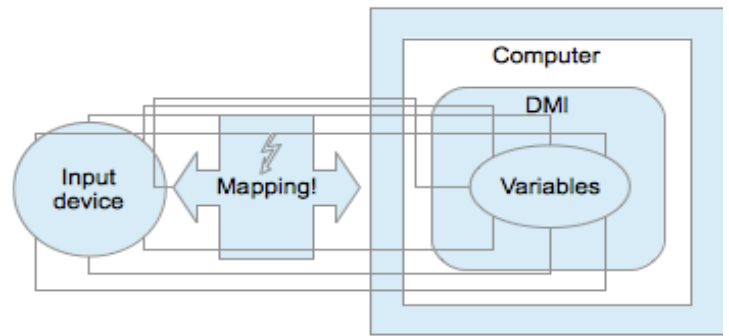 Computer
DMI
Input
device
Mapping!
Variables